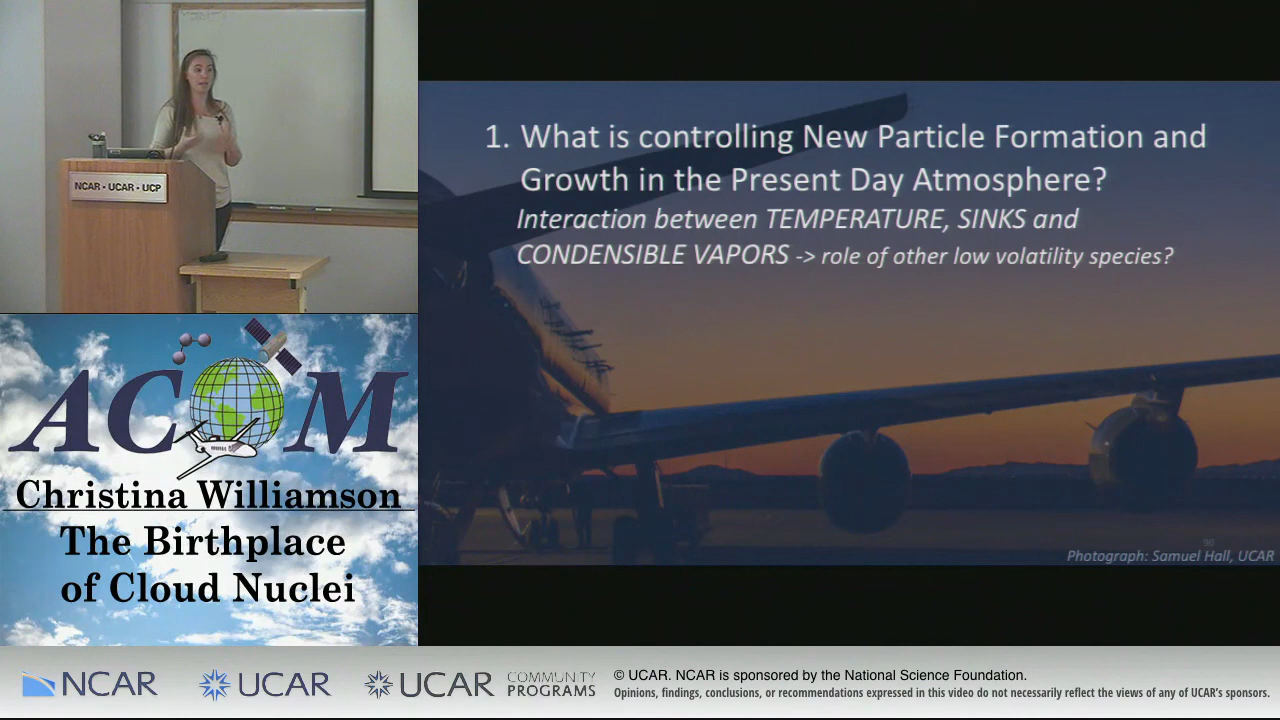 NCAR • UCAR • UCP
1. What is controlling New Particle Formation and
Growth in the Present Day Atmosphere?
Interaction between TEMPERATURE, SINKS and
CONDENSIBLE VAPORS -> role of other low volatility species?
30
Photograph: Samuel Hall, UCAR
ACOM
Christina Williamson
The Birthplace
of Cloud Nuclei
NCAR
UCAR
UCAR
COMMUNITY
PROGRAMS
© UCAR. NCAR is sponsored by the National Science Foundation.
Opinions, findings, conclusions, or recommendations expressed in this video do not necessarily reflect the views of any of UCAR's sponsors.